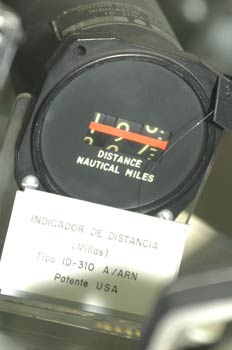 DISTANCE
NAUTICAL MILES
INDICADOR DE DISTANCIA
(Millas)
Tipo ID-310 A/ARN
Patente USA